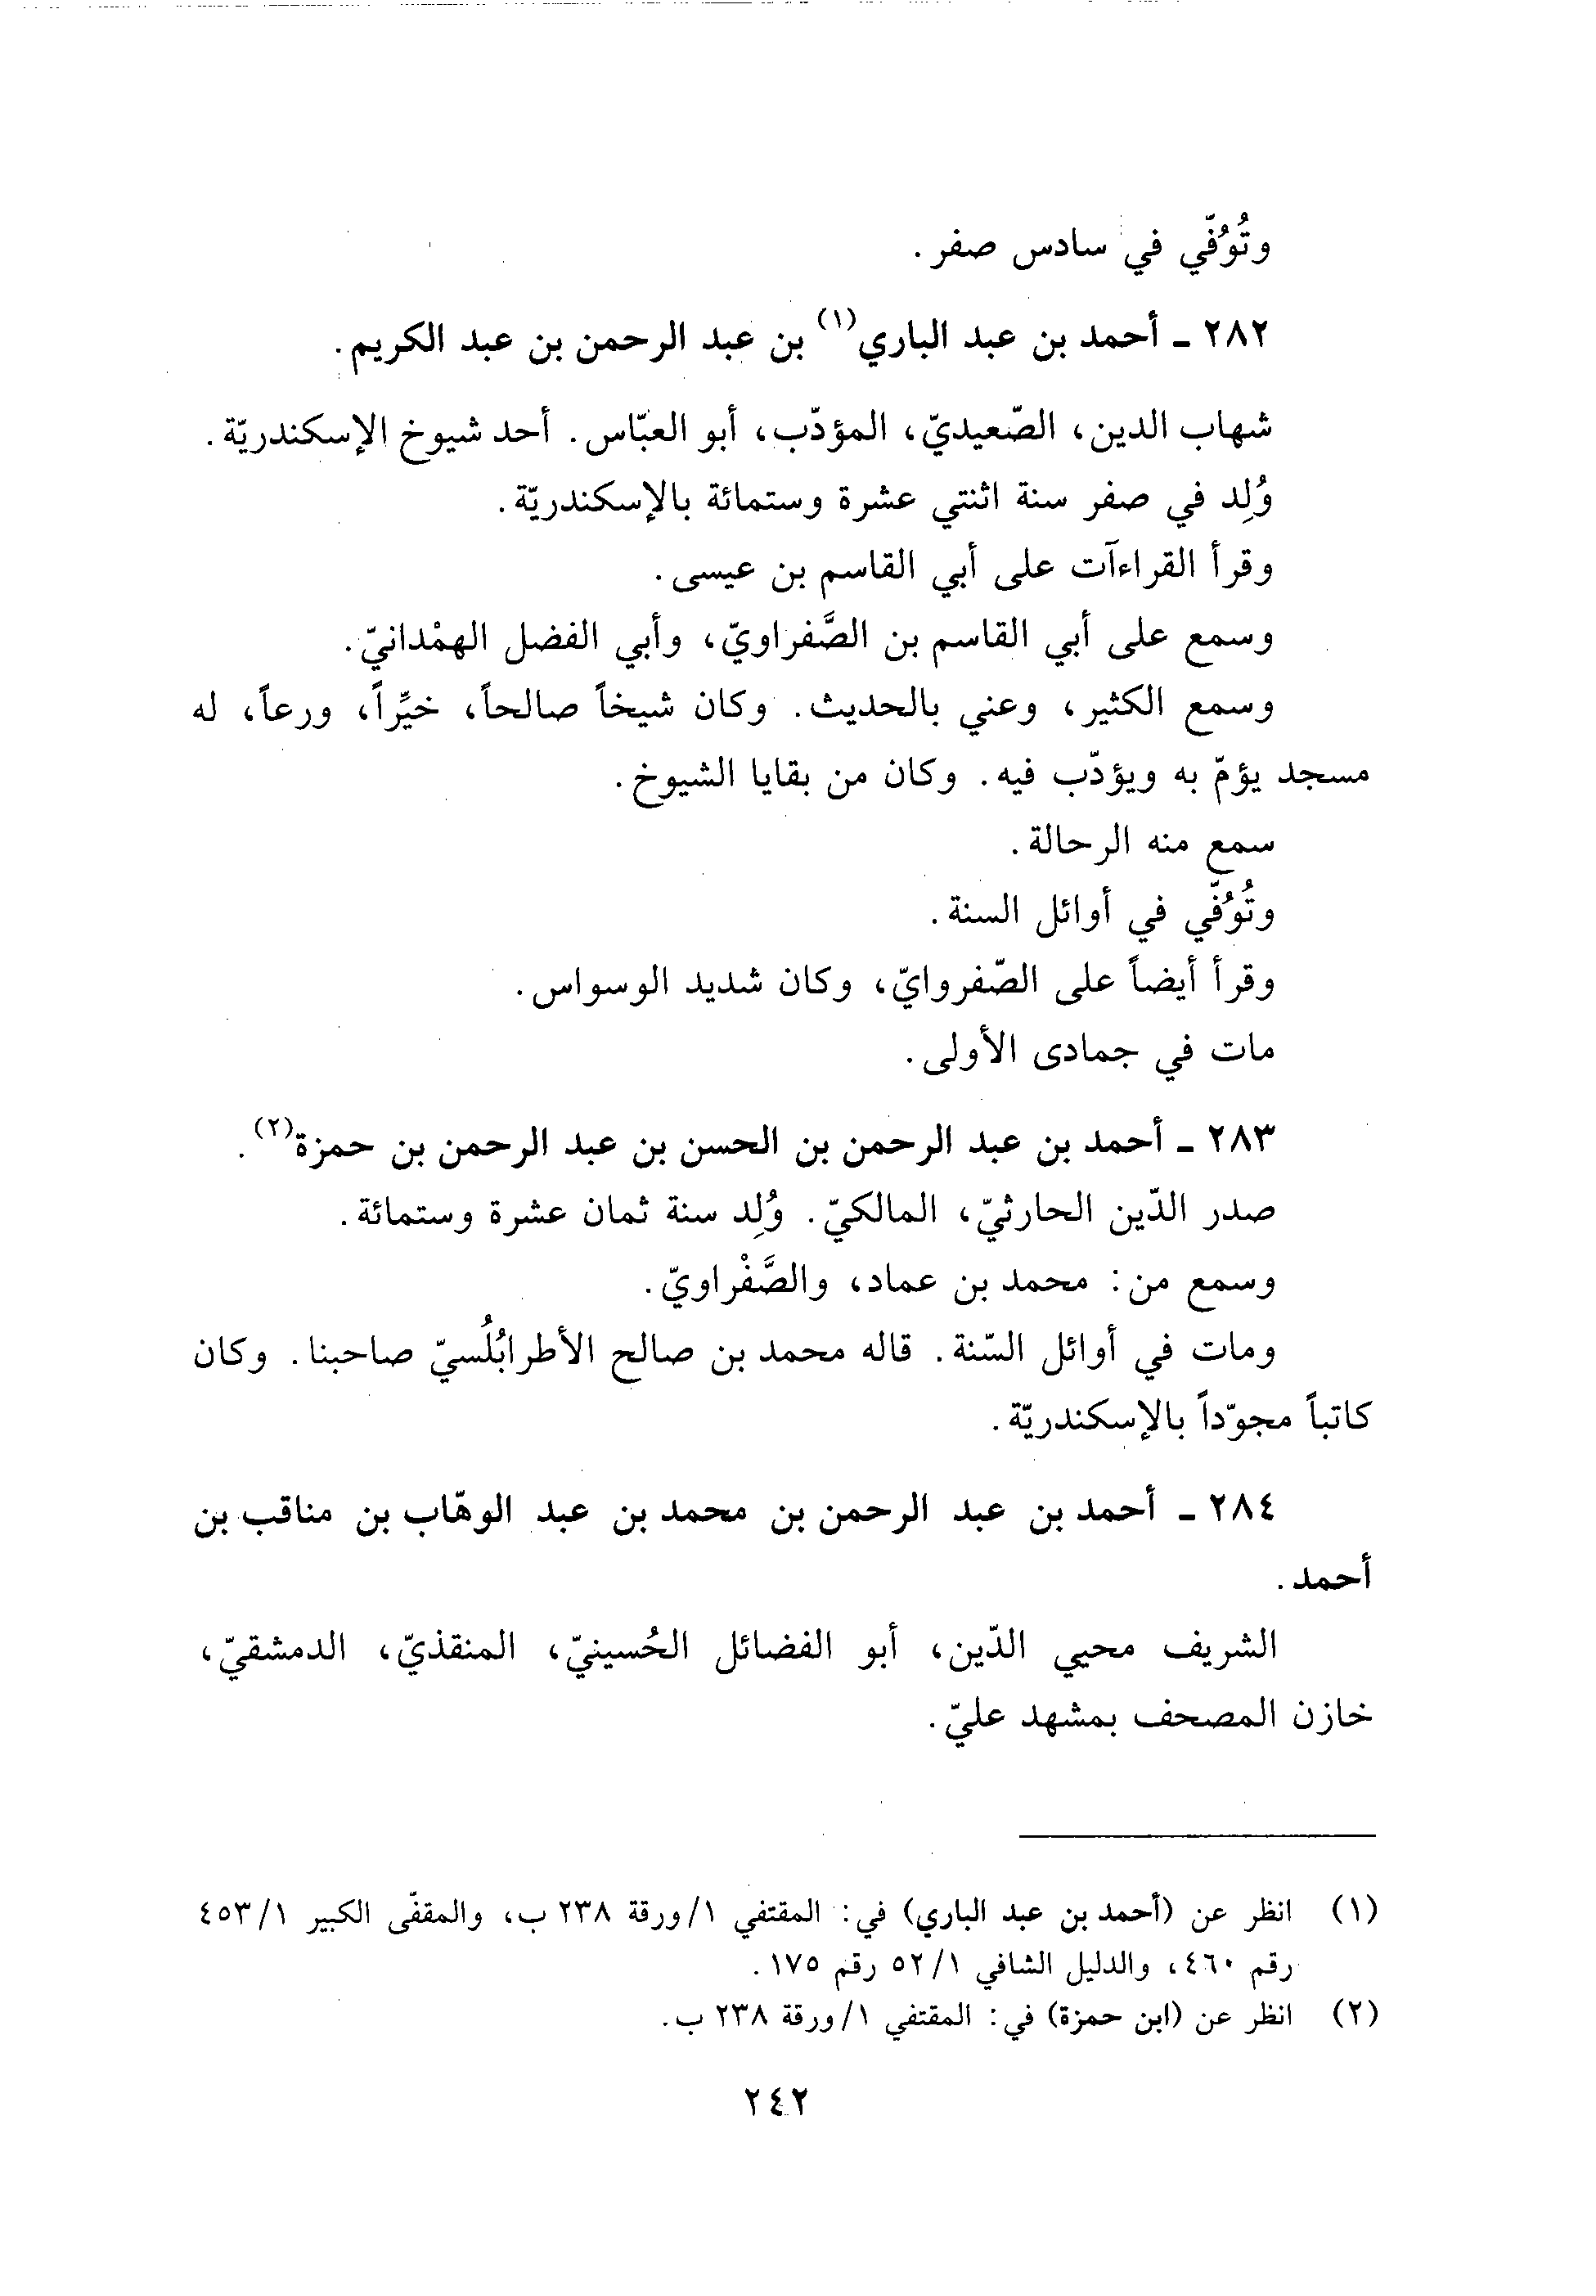 وتُوُفّي في سادس صفر.
٢٨٢ ـ أحمد بن عبد الباري(١) بن عبد الرحمن بن عبد الكريم.
شهاب الدين، الصّعيديّ، المؤدّب، أبو العبّاس. أحد شيوخ الإسكندريّة.
وُلِد في صفر سنة اثنتي عشرة وستمائة بالإسكندريّة.
وقرأ القراءآت على أبي القاسم بن عيسى.
وسمع على أبي القاسم بن الصَّفراويّ، وأبي الفضل الهمْدانيّ.
وسمع الكثير، وعني بالحديث. وكان شيخاً صالحاً، خيِّراً، ورعاً، له
مسجد يؤمّ به ويؤدّب فيه. وكان من بقايا الشيوخ.
سمع منه الرحالة.
وتُوُفّي في أوائل السنة.
وقرأ أيضاً على الصّفروايّ، وكان شديد الوسواس.
مات في جمادى الأولى.
٢٨٣ ـ أحمد بن عبد الرحمن بن الحسن بن عبد الرحمن بن حمزة(٢).
صدر الدّين الحارثيّ، المالكيّ. وُلِد سنة ثمان عشرة وستمائة.
وسمع من: محمد بن عماد، والصَّفْراويّ.
ومات في أوائل السّنة. قاله محمد بن صالح الأطرابُلُسيّ صاحبنا. وكان
كاتباً مجوّداً بالإسكندريّة.
٢٨٤ ـ أحمد بن عبد الرحمن بن محمد بن عبد الوهّاب بن مناقب بن
أحمد.
الشريف محيي الدّين، أبو الفضائل الحُسينيّ، المنقذيّ، الدمشقيّ،
خازن المصحف بمشهد عليّ.
(١) انظر عن (أحمد بن عبد الباري) في: المقتفي ١/ورقة ٢٣٨ ب، والمقفّى الكبير ١/٤٥٣
رقم ٤٦٠، والدليل الشافي ١/٥٢ رقم ١٧٥.
(٢) انظر عن (ابن حمزة) في: المقتفي ١/ورقة ٢٣٨ ب.
٢٤٢